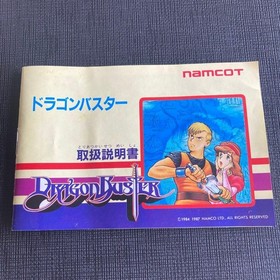 namcot
ドラゴンバスター
とりあつかいせつめいしょ
取扱説明書
DRAGON BUSTER
©1984 1987 NAMCO LTD., ALL RIGHTS RESERVED